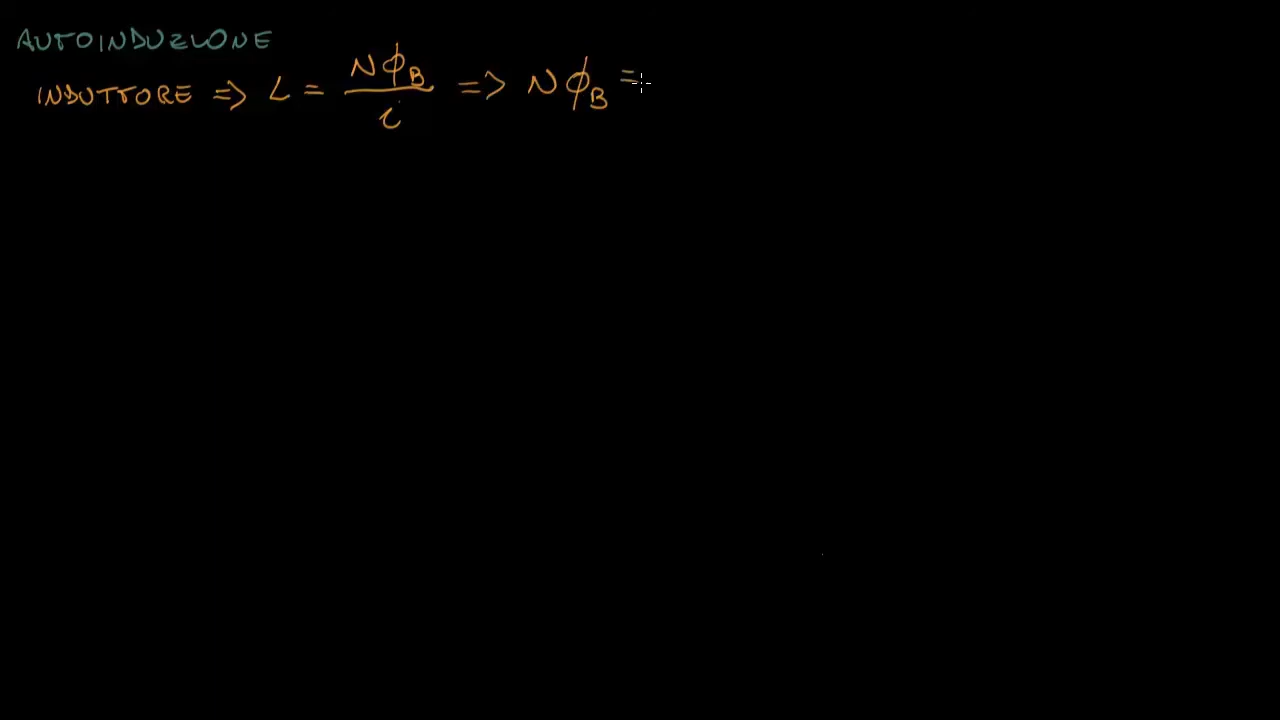 AUTOINDUZIONE
INDUTTORE => L = NΦB / i => NΦB =